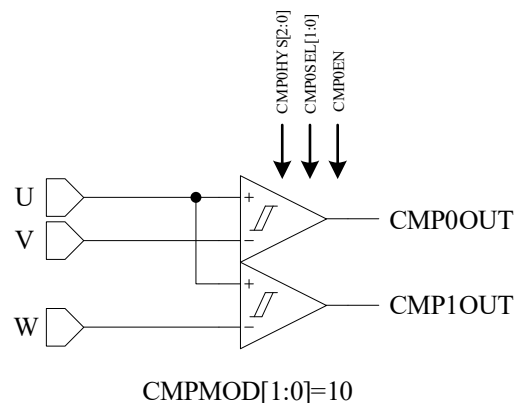 CMP0HYS[2:0]
CMP0SEL[1:0]
CMP0EN
U
+
V
-
CMP0OUT
+
W
-
CMP1OUT
CMPMOD[1:0]=10